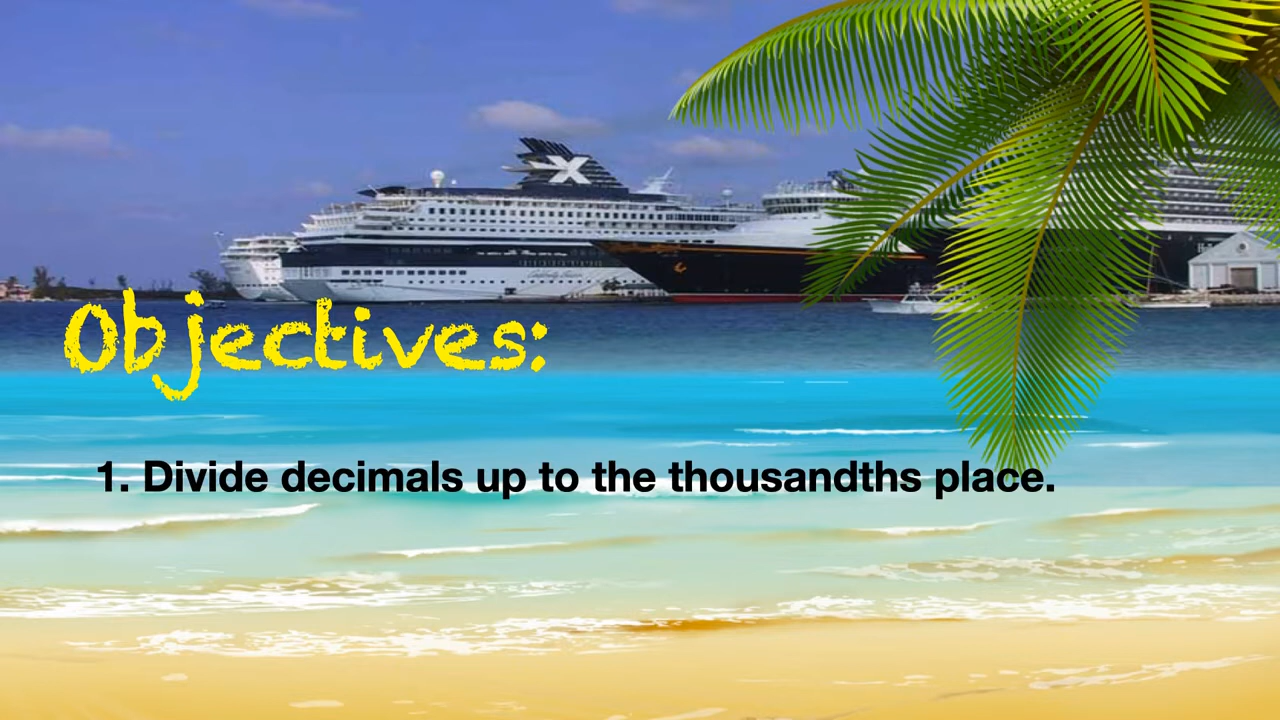 X
Objectives:
1. Divide decimals up to the thousandths place.